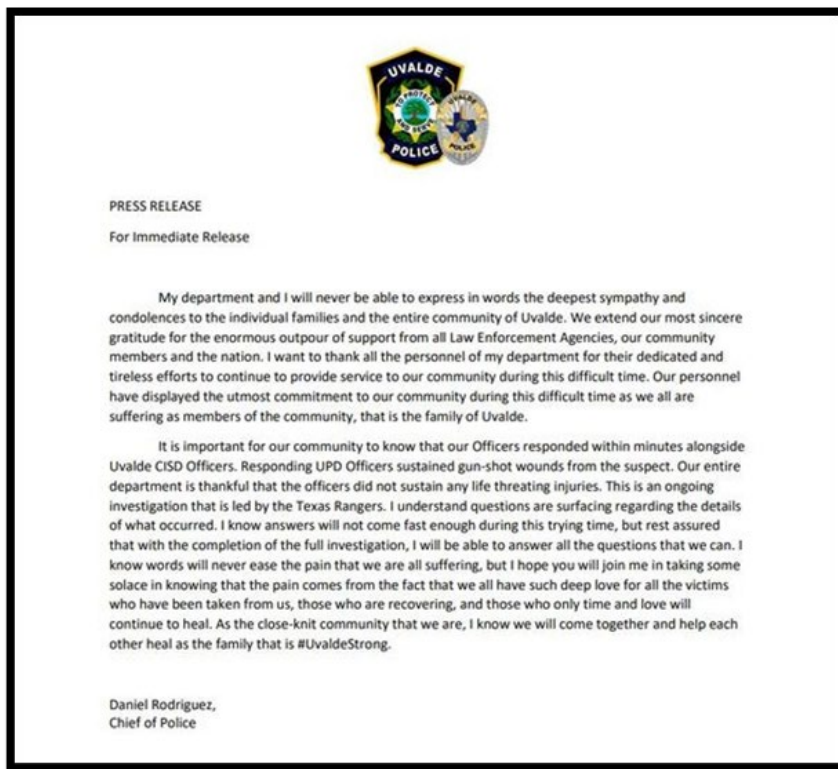 UVALDE
TO PROTECT
AND SERVE
POLICE
UVALDE
POLICE
PRESS RELEASE
For Immediate Release
My department and I will never be able to express in words the deepest sympathy and
condolences to the individual families and the entire community of Uvalde. We extend our most sincere
gratitude for the enormous outpour of support from all Law Enforcement Agencies, our community
members and the nation. I want to thank all the personnel of my department for their dedicated and
tireless efforts to continue to provide service to our community during this difficult time. Our personnel
have displayed the utmost commitment to our community during this difficult time as we all are
suffering as members of the community, that is the family of Uvalde.
It is important for our community to know that our Officers responded within minutes alongside
Uvalde CISD Officers. Responding UPD Officers sustained gun-shot wounds from the suspect. Our entire
department is thankful that the officers did not sustain any life threating injuries. This is an ongoing
investigation that is led by the Texas Rangers. I understand questions are surfacing regarding the details
of what occurred. I know answers will not come fast enough during this trying time, but rest assured
that with the completion of the full investigation, I will be able to answer all the questions that we can. I
know words will never ease the pain that we are all suffering, but I hope you will join me in taking some
solace in knowing that the pain comes from the fact that we all have such deep love for all the victims
who have been taken from us, those who are recovering, and those who only time and love will
continue to heal. As the close-knit community that we are, I know we will come together and help each
other heal as the family that is #UvaldeStrong.
Daniel Rodriguez,
Chief of Police